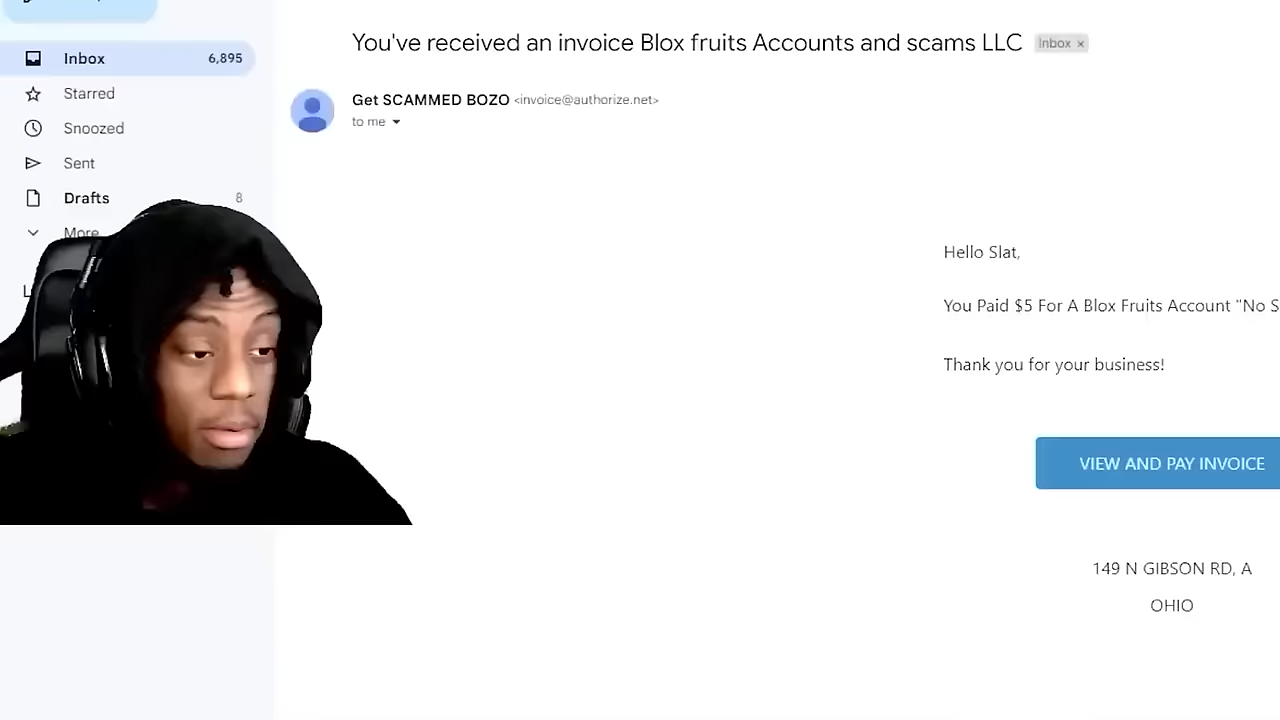 Inbox 6,895
Starred
Snoozed
Sent
Drafts 8
More
You've received an invoice Blox fruits Accounts and scams LLC Inbox ×
Get SCAMMED BOZO <invoice@authorize.net>
to me
Hello Slat,
You Paid $5 For A Blox Fruits Account "No S
Thank you for your business!
VIEW AND PAY INVOICE
149 N GIBSON RD, A
OHIO